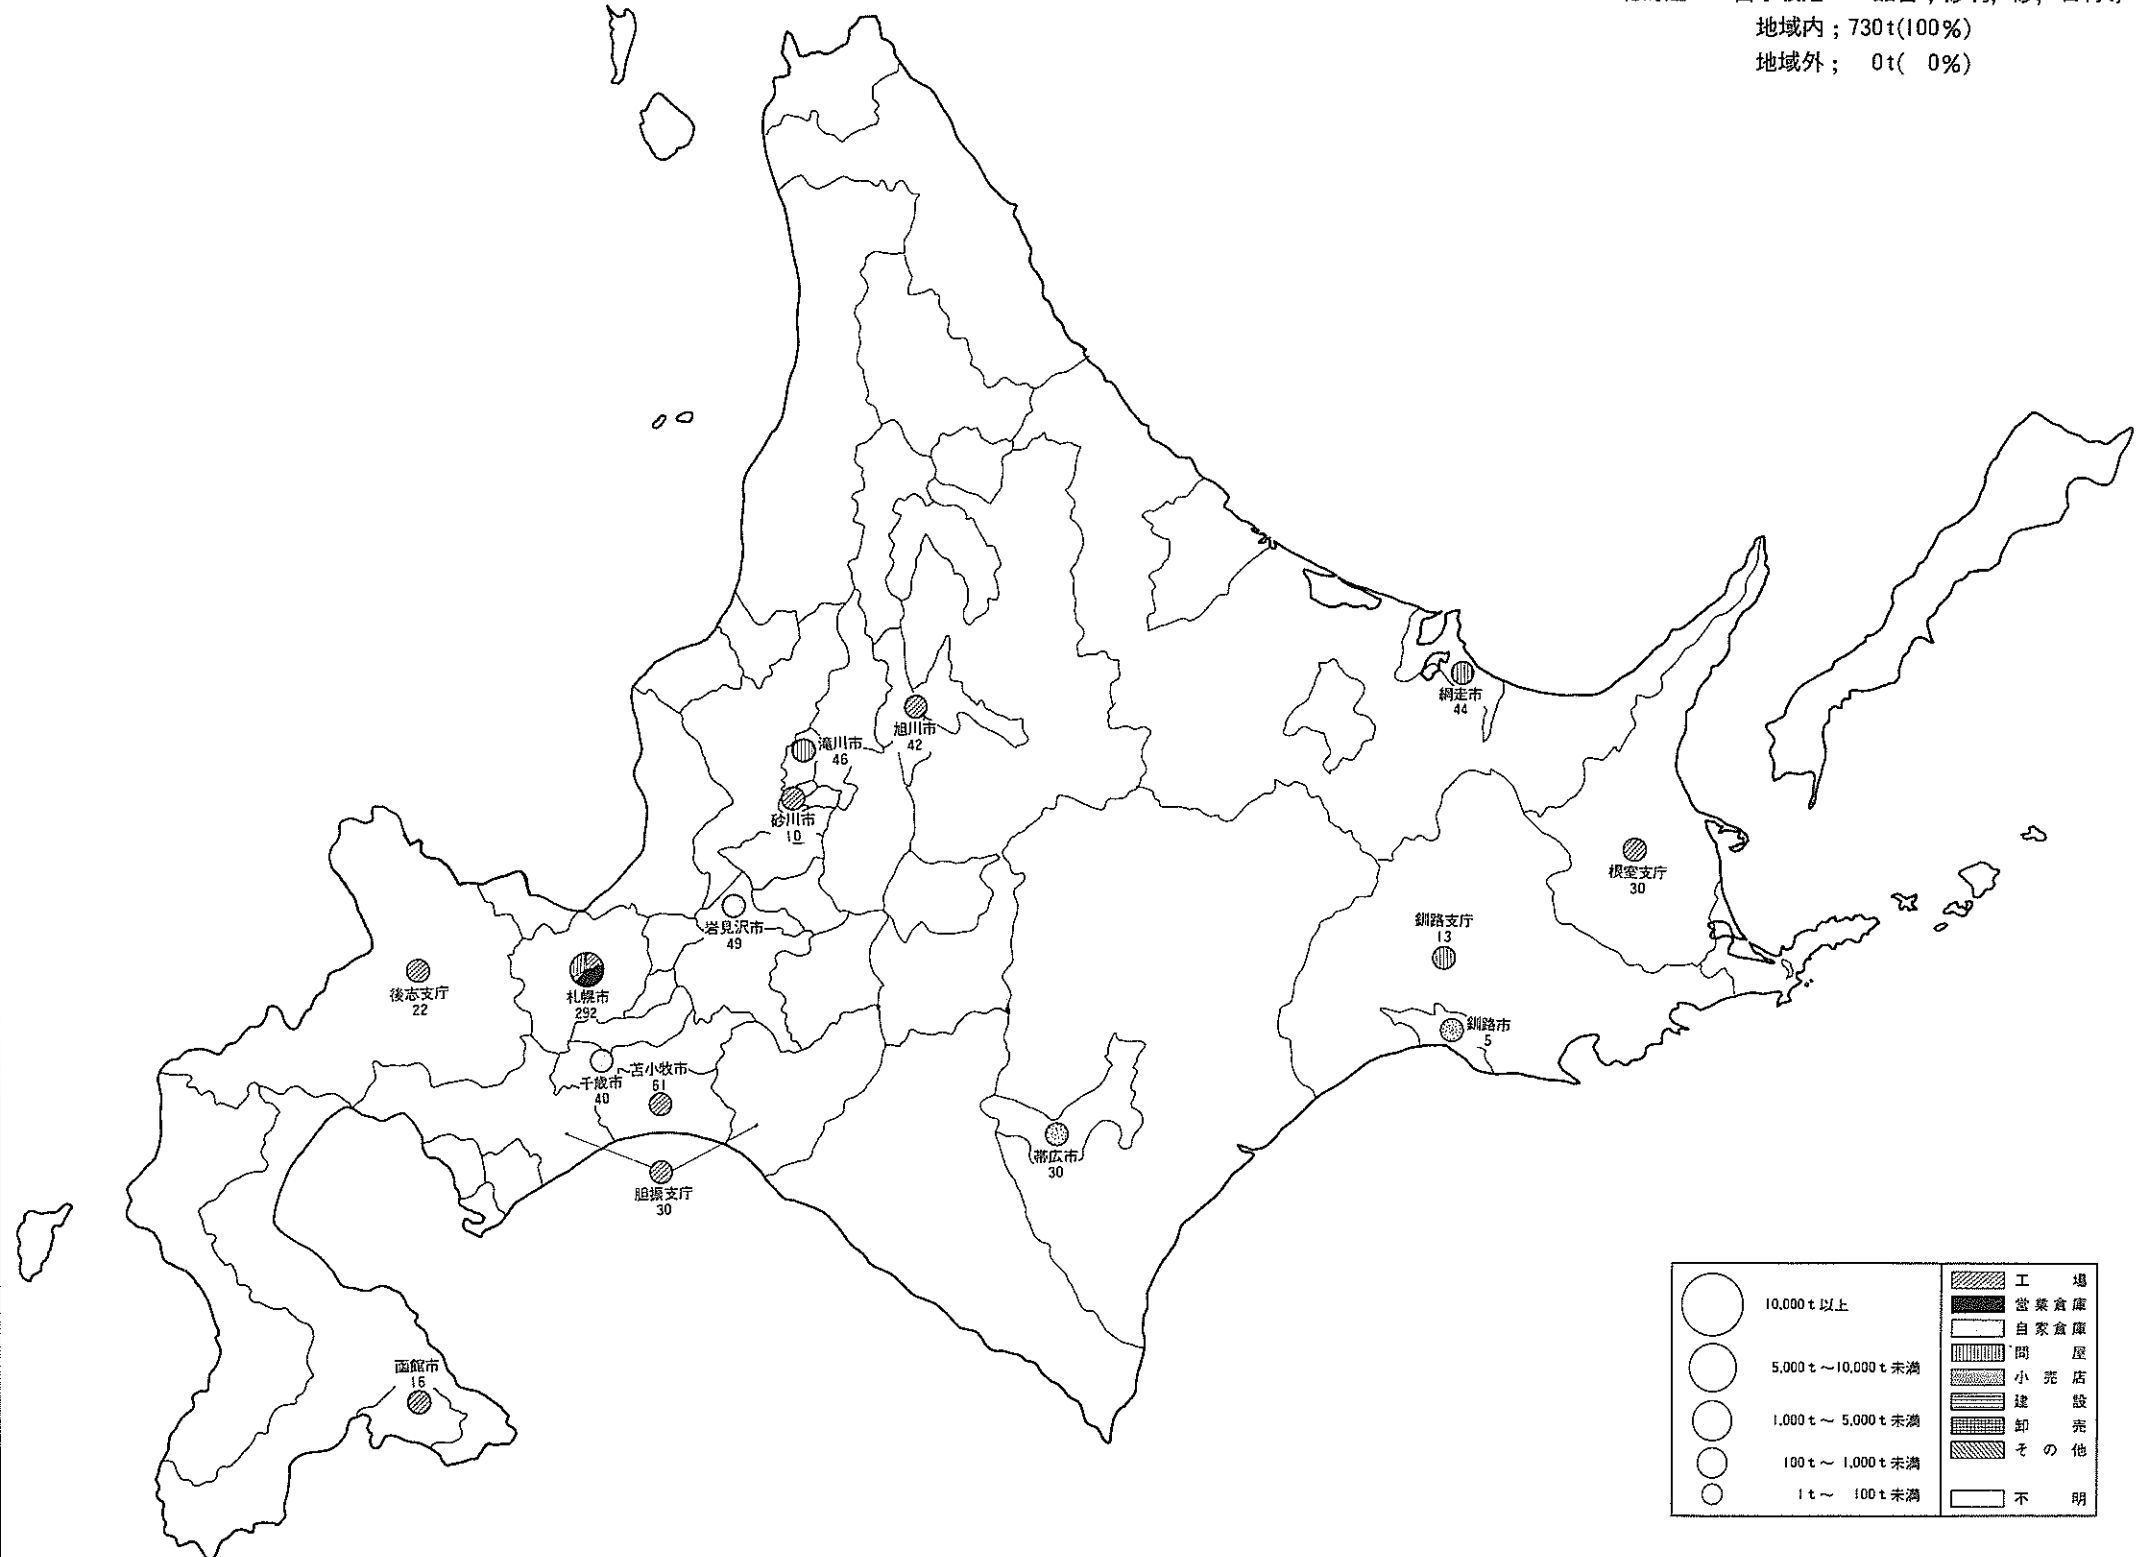 地域内 ; 730t(100%)
地域外 ; 0t( 0%)
網走市
44
旭川市
42
滝川市
46
砂川市
10
根室支庁
30
岩見沢市
49
釧路支庁
13
後志支庁
22
札幌市
292
釧路市
5
千歳市
40
苫小牧市
61
帯広市
30
胆振支庁
30
函館市
16
10,000t以上
5,000t~10,000t未満
1,000t~5,000t未満
100t~1,000t未満
1t~100t未満
工場
営業倉庫
自家倉庫
問屋
小売店
建設
卸売
その他
不明